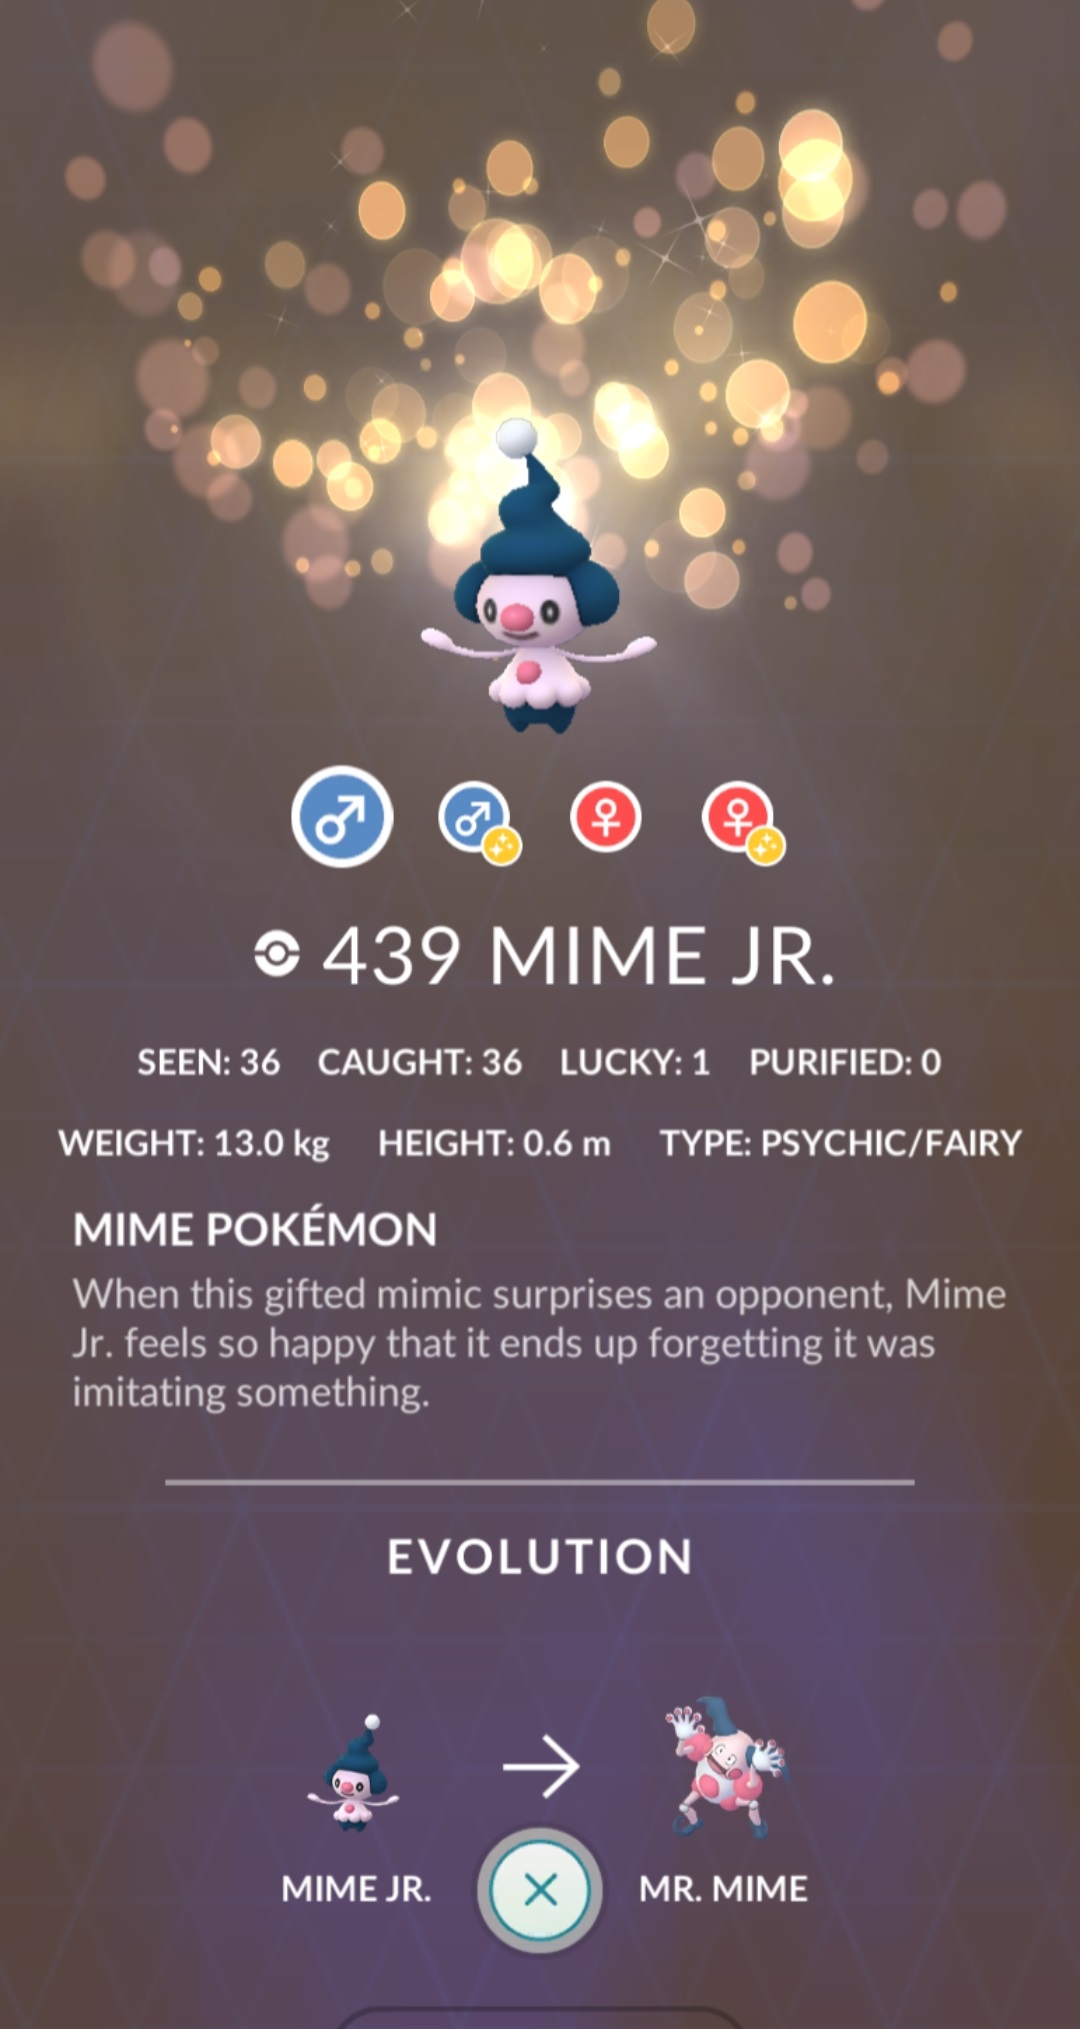 439 MIME JR.
SEEN: 36 CAUGHT: 36 LUCKY: 1 PURIFIED: 0
WEIGHT: 13.0 kg HEIGHT: 0.6 m TYPE: PSYCHIC/FAIRY
MIME POKÉMON
When this gifted mimic surprises an opponent, Mime
Jr. feels so happy that it ends up forgetting it was
imitating something.
EVOLUTION
MIME JR. MR. MIME